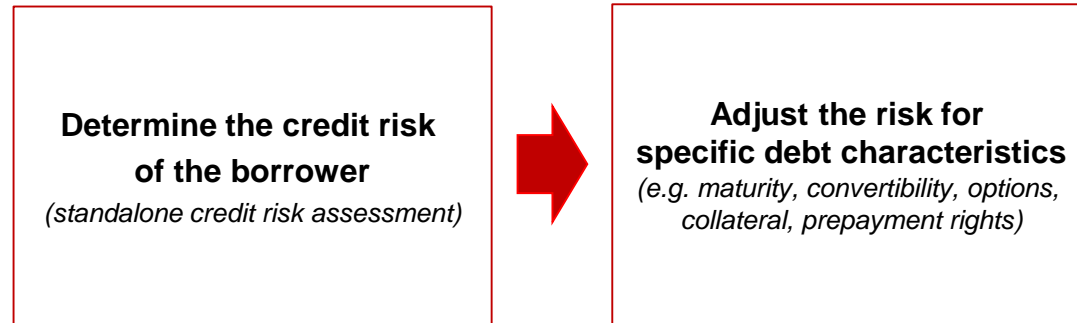 Determine the credit risk
of the borrower
(standalone credit risk assessment)
Adjust the risk for
specific debt characteristics
(e.g. maturity, convertibility, options,
collateral, prepayment rights)